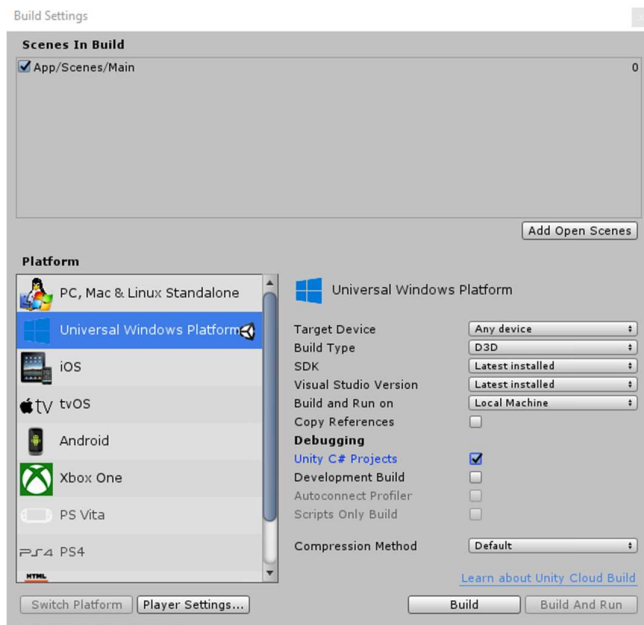 Build Settings
Scenes In Build
App/Scenes/Main 0
Add Open Scenes
Platform
PC, Mac & Linux Standalone
Universal Windows Platform
iOS
tv tvOS
Android
Xbox One
PS Vita
PS4 PS4
HTML
Universal Windows Platform
Target Device Any device
Build Type D3D
SDK Latest installed
Visual Studio Version Latest installed
Build and Run on Local Machine
Copy References
Debugging
Unity C# Projects
Development Build
Autoconnect Profiler
Scripts Only Build
Compression Method Default
Learn about Unity Cloud Build
Switch Platform Player Settings... Build Build And Run